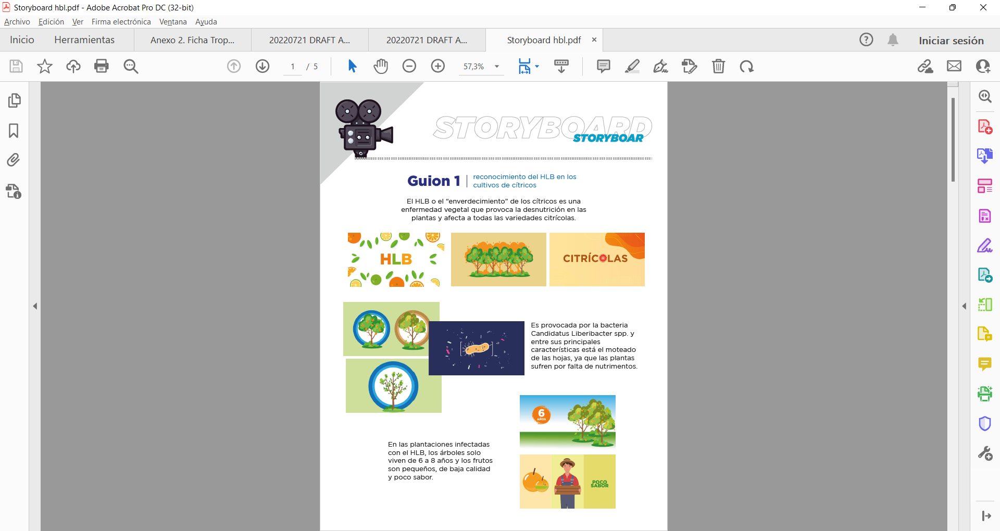 Storyboard hbl.pdf - Adobe Acrobat Pro DC (32-bit)
Archivo Edición Ver Firma electrónica Ventana Ayuda
Inicio Herramientas Anexo 2. Ficha Trop... 20220721 DRAFT A... 20220721 DRAFT A... Storyboard hbl.pdf × Iniciar sesión
1 / 5 57,3%
STORYBOARD
STORYBOAR
Guion 1
reconocimiento del HLB en los
cultivos de cítricos
El HLB o el “enverdecimiento” de los cítricos es una
enfermedad vegetal que provoca la desnutrición en las
plantas y afecta a todas las variedades citrícolas.
HLB
CITRÍCOLAS
Es provocada por la bacteria
Candidatus Liberibacter spp. y
entre sus principales
características está el moteado
de las hojas, ya que las plantas
sufren por falta de nutrimentos.
6
AÑOS
En las plantaciones infectadas
con el HLB, los árboles solo
viven de 6 a 8 años y los frutos
son pequeños, de baja calidad
y poco sabor.
POCO
SABOR